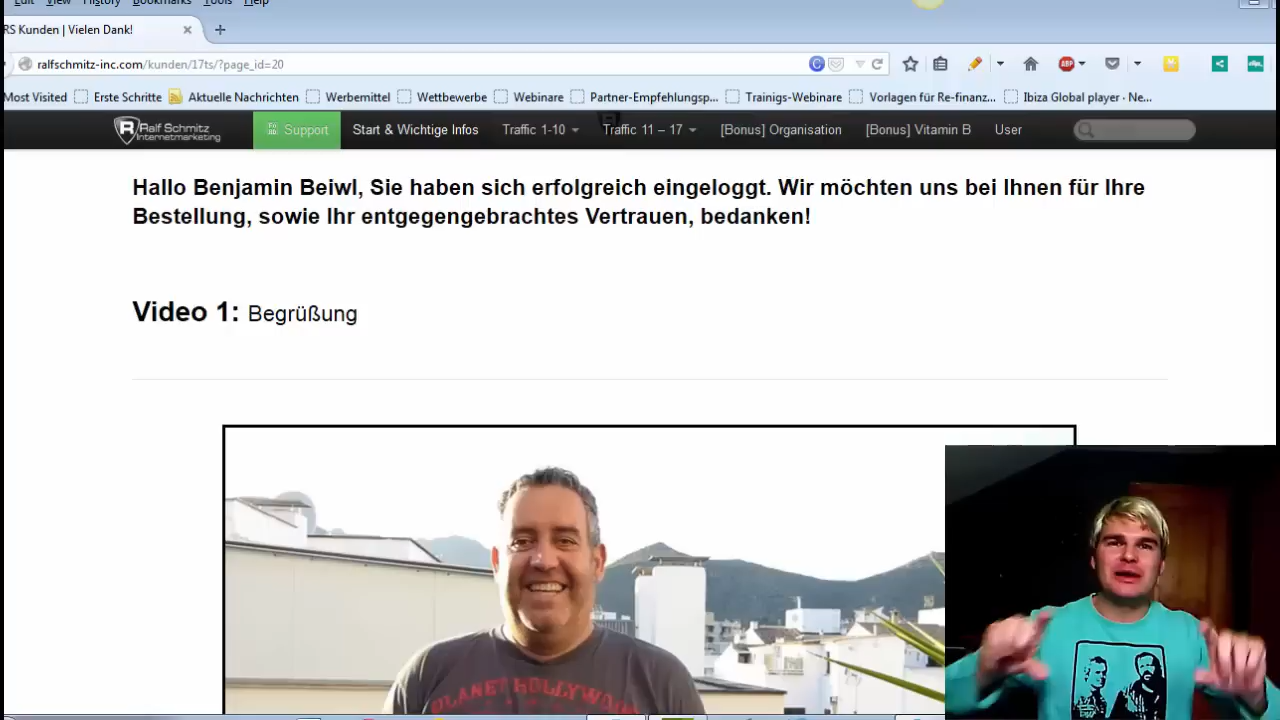 Edit View History Bookmarks Tools Help
RS Kunden | Vielen Dank!
ralfschmitz-inc.com/kunden/17ts/?page_id=20
ABP
Most Visited Erste Schritte Aktuelle Nachrichten Werbemittel Wettbewerbe Webinare Partner-Empfehlungsp... Trainigs-Webinare Vorlagen für Re-finanz... Ibiza Global player · Ne...
Ralf Schmitz
Internetmarketing
Support Start & Wichtige Infos Traffic 1-10 Traffic 11 – 17 [Bonus] Organisation [Bonus] Vitamin B User
Hallo Benjamin Beiwl, Sie haben sich erfolgreich eingeloggt. Wir möchten uns bei Ihnen für Ihre
Bestellung, sowie Ihr entgegengebrachtes Vertrauen, bedanken!
Video 1: Begrüßung
PLANET HOLLYWOO